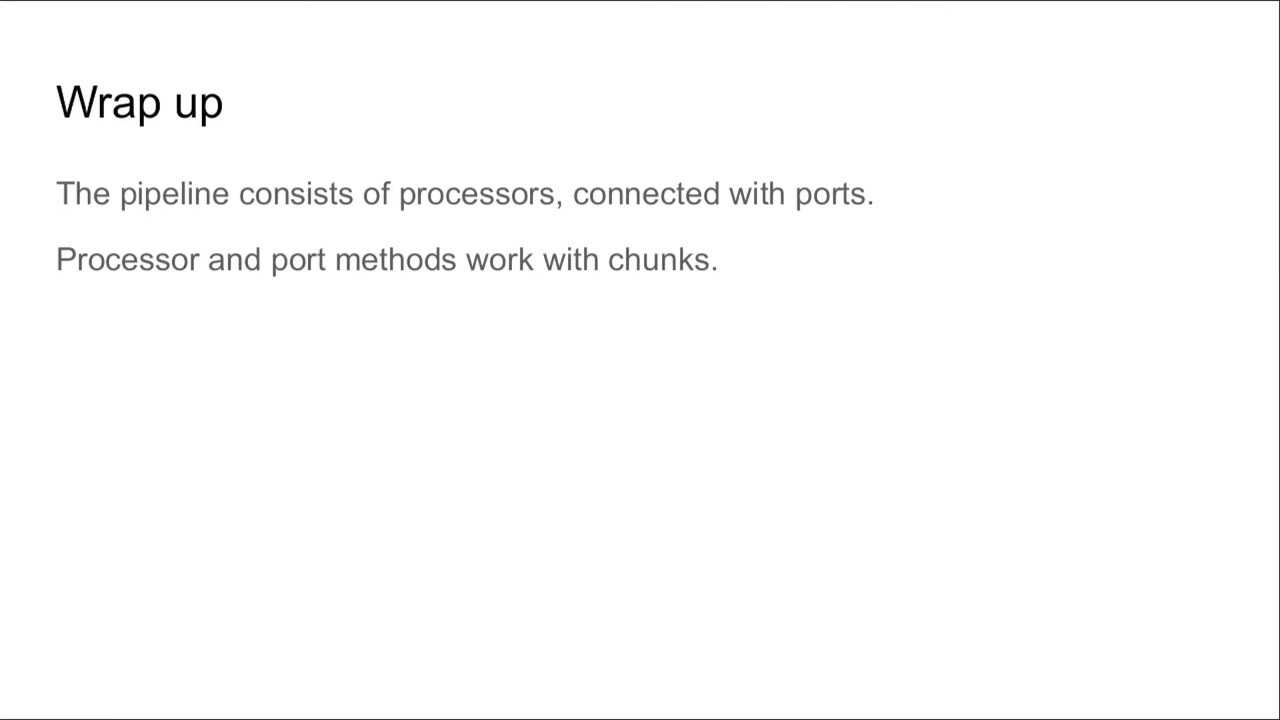 Wrap up
The pipeline consists of processors, connected with ports.
Processor and port methods work with chunks.